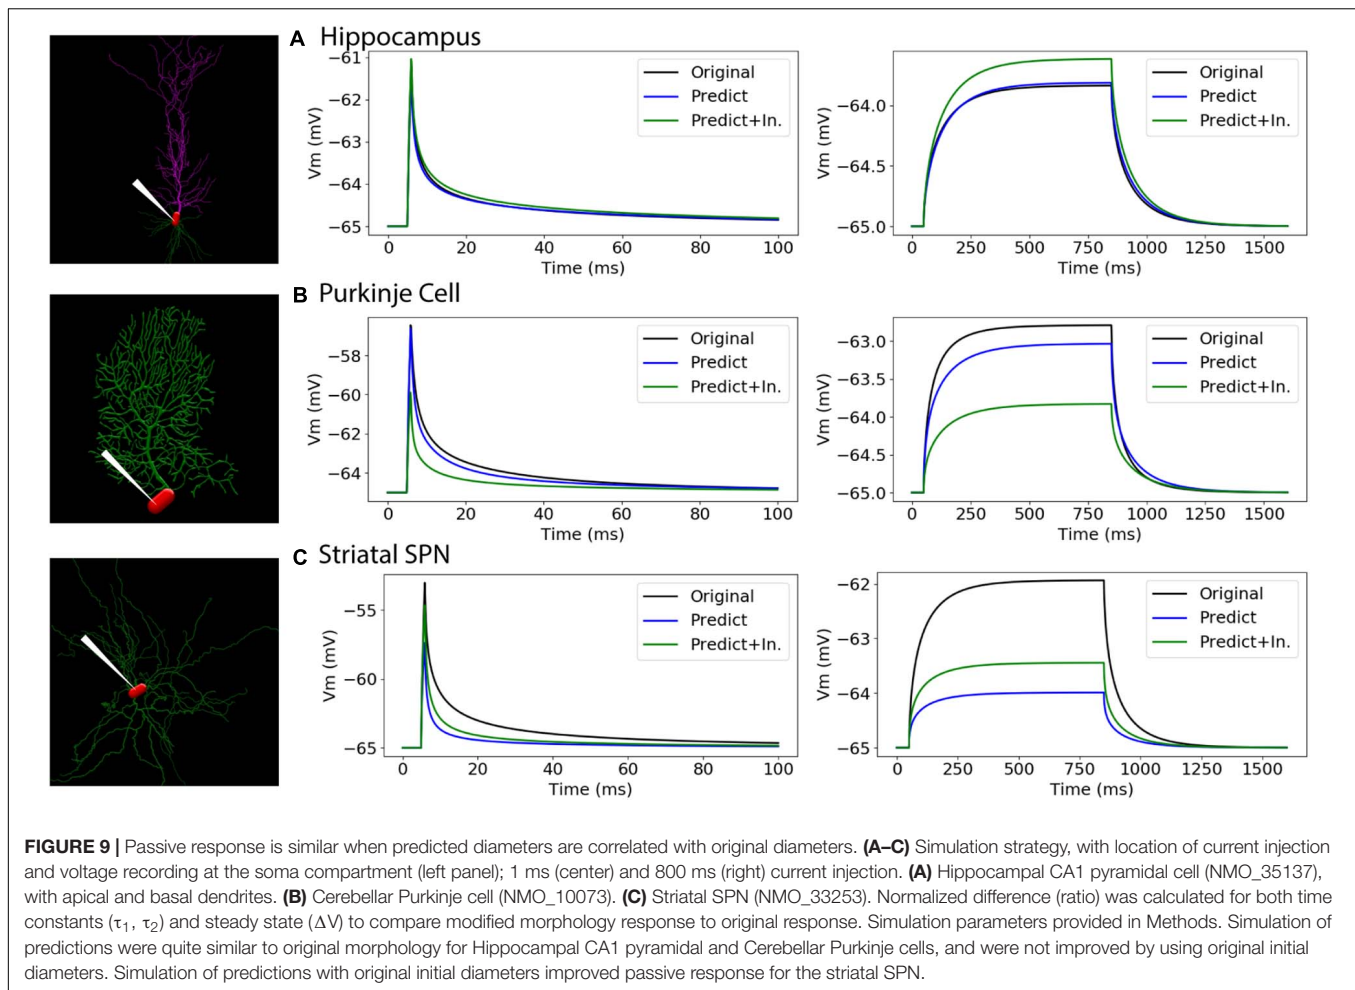 A Hippocampus
−61
−62
−63
−64
−65
Vm (mV)
0 20 40 60 80 100
Time (ms)
Original
Predict
Predict+In.
−64.0
−64.5
−65.0
Vm (mV)
0 250 500 750 1000 1250 1500
Time (ms)
Original
Predict
Predict+In.
B Purkinje Cell
−58
−60
−62
−64
Vm (mV)
0 20 40 60 80 100
Time (ms)
Original
Predict
Predict+In.
−63.0
−63.5
−64.0
−64.5
−65.0
Vm (mV)
0 250 500 750 1000 1250 1500
Time (ms)
Original
Predict
Predict+In.
C Striatal SPN
−55
−60
−65
Vm (mV)
0 20 40 60 80 100
Time (ms)
Original
Predict
Predict+In.
−62
−63
−64
−65
Vm (mV)
0 250 500 750 1000 1250 1500
Time (ms)
Original
Predict
Predict+In.
FIGURE 9 | Passive response is similar when predicted diameters are correlated with original diameters. (A–C) Simulation strategy, with location of current injection
and voltage recording at the soma compartment (left panel); 1 ms (center) and 800 ms (right) current injection. (A) Hippocampal CA1 pyramidal cell (NMO_35137),
with apical and basal dendrites. (B) Cerebellar Purkinje cell (NMO_10073). (C) Striatal SPN (NMO_33253). Normalized difference (ratio) was calculated for both time
constants (τ₁, τ₂) and steady state (ΔV) to compare modified morphology response to original response. Simulation parameters provided in Methods. Simulation of
predictions were quite similar to original morphology for Hippocampal CA1 pyramidal and Cerebellar Purkinje cells, and were not improved by using original initial
diameters. Simulation of predictions with original initial diameters improved passive response for the striatal SPN.